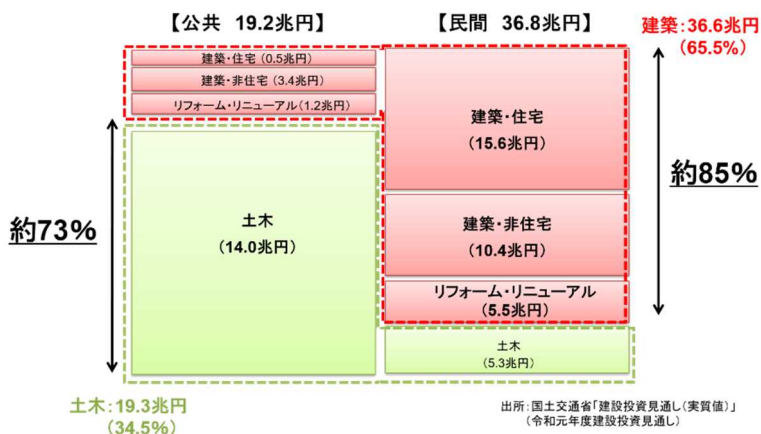 【公共 19.2兆円】
【民間 36.8兆円】
建築:36.6兆円
(65.5%)
建築・住宅(0.5兆円)
建築・非住宅(3.4兆円)
リフォーム・リニューアル(1.2兆円)
建築・住宅
(15.6兆円)
約85%
約73%
土木
(14.0兆円)
建築・非住宅
(10.4兆円)
リフォーム・リニューアル
(5.5兆円)
土木
(5.3兆円)
土木:19.3兆円
(34.5%)
出所:国土交通省「建設投資見通し(実質値)」
(令和元年度建設投資見通し)